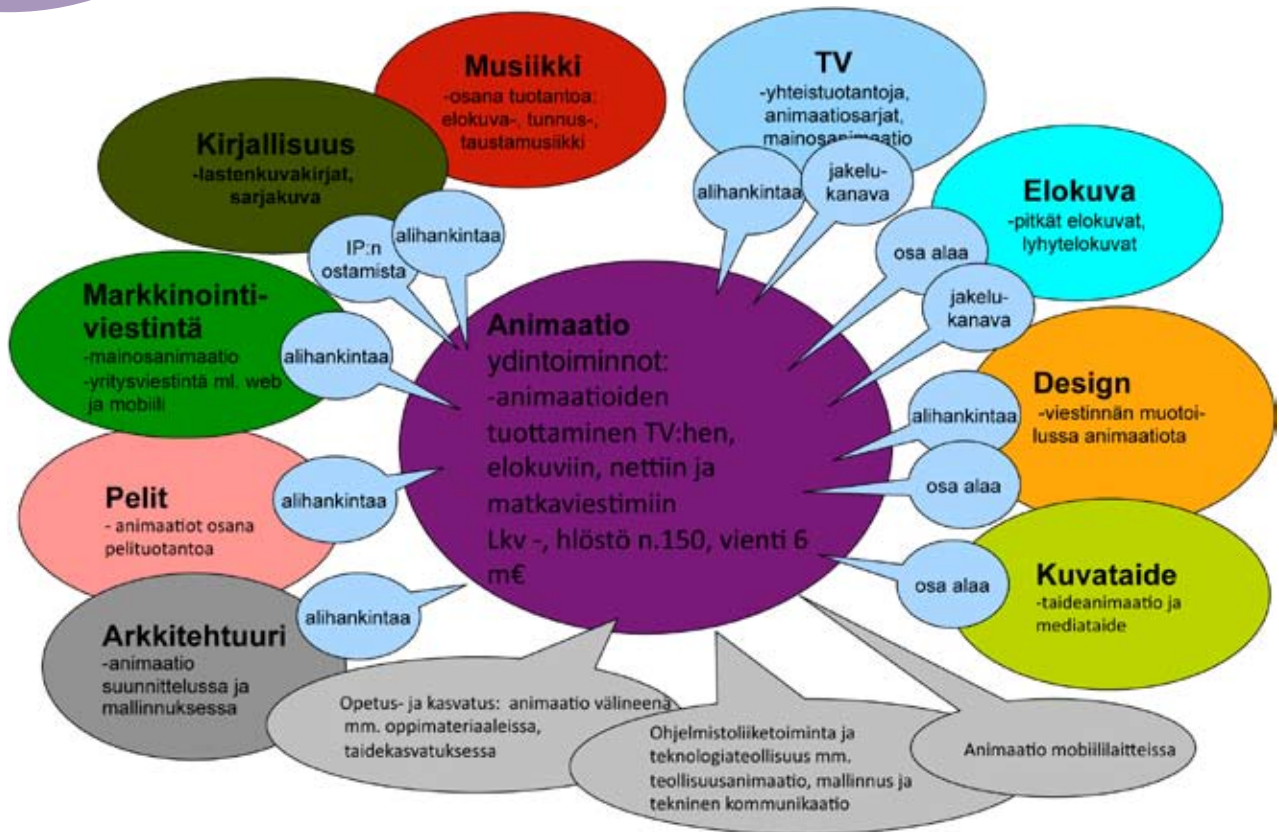 Musiikki
-osana tuotantoa:
elokuva-, tunnus-,
taustamusiikki
TV
-yhteistuotantoja,
animaatiosarjat,
mainosanimaatio
alihankintaa
jakelu-
kanava
Kirjallisuus
-lastenkuvakirjat,
sarjakuva
IP:n
ostamista
alihankintaa
Elokuva
-pitkät elokuvat,
lyhytelokuvat
osa alaa
jakelu-
kanava
Markkinointi-
viestintä
-mainosanimaatio
-yritysviestintä ml. web
ja mobiili
alihankintaa
Animaatio
ydintoiminnot:
-animaatioiden
tuottaminen TV:hen,
elokuviin, nettiin ja
matkaviestimiin
Lkv -, hlöstö n.150, vienti 6
m€
Design
-viestinnän muotoi-
lussa animaatiota
alihankintaa
osa alaa
Pelit
- animaatiot osana
pelituotantoa
alihankintaa
Kuvataide
-taideanimaatio ja
mediataide
osa alaa
Arkkitehtuuri
-animaatio
suunnittelussa ja
mallinnuksessa
alihankintaa
Opetus- ja kasvatus: animaatio välineenä
mm. oppimateriaaleissa,
taidekasvatuksessa
Ohjelmistoliiketoiminta ja
teknologiateollisuus mm.
teollisuusanimaatio, mallinnus ja
tekninen kommunikaatio
Animaatio mobiililaitteissa